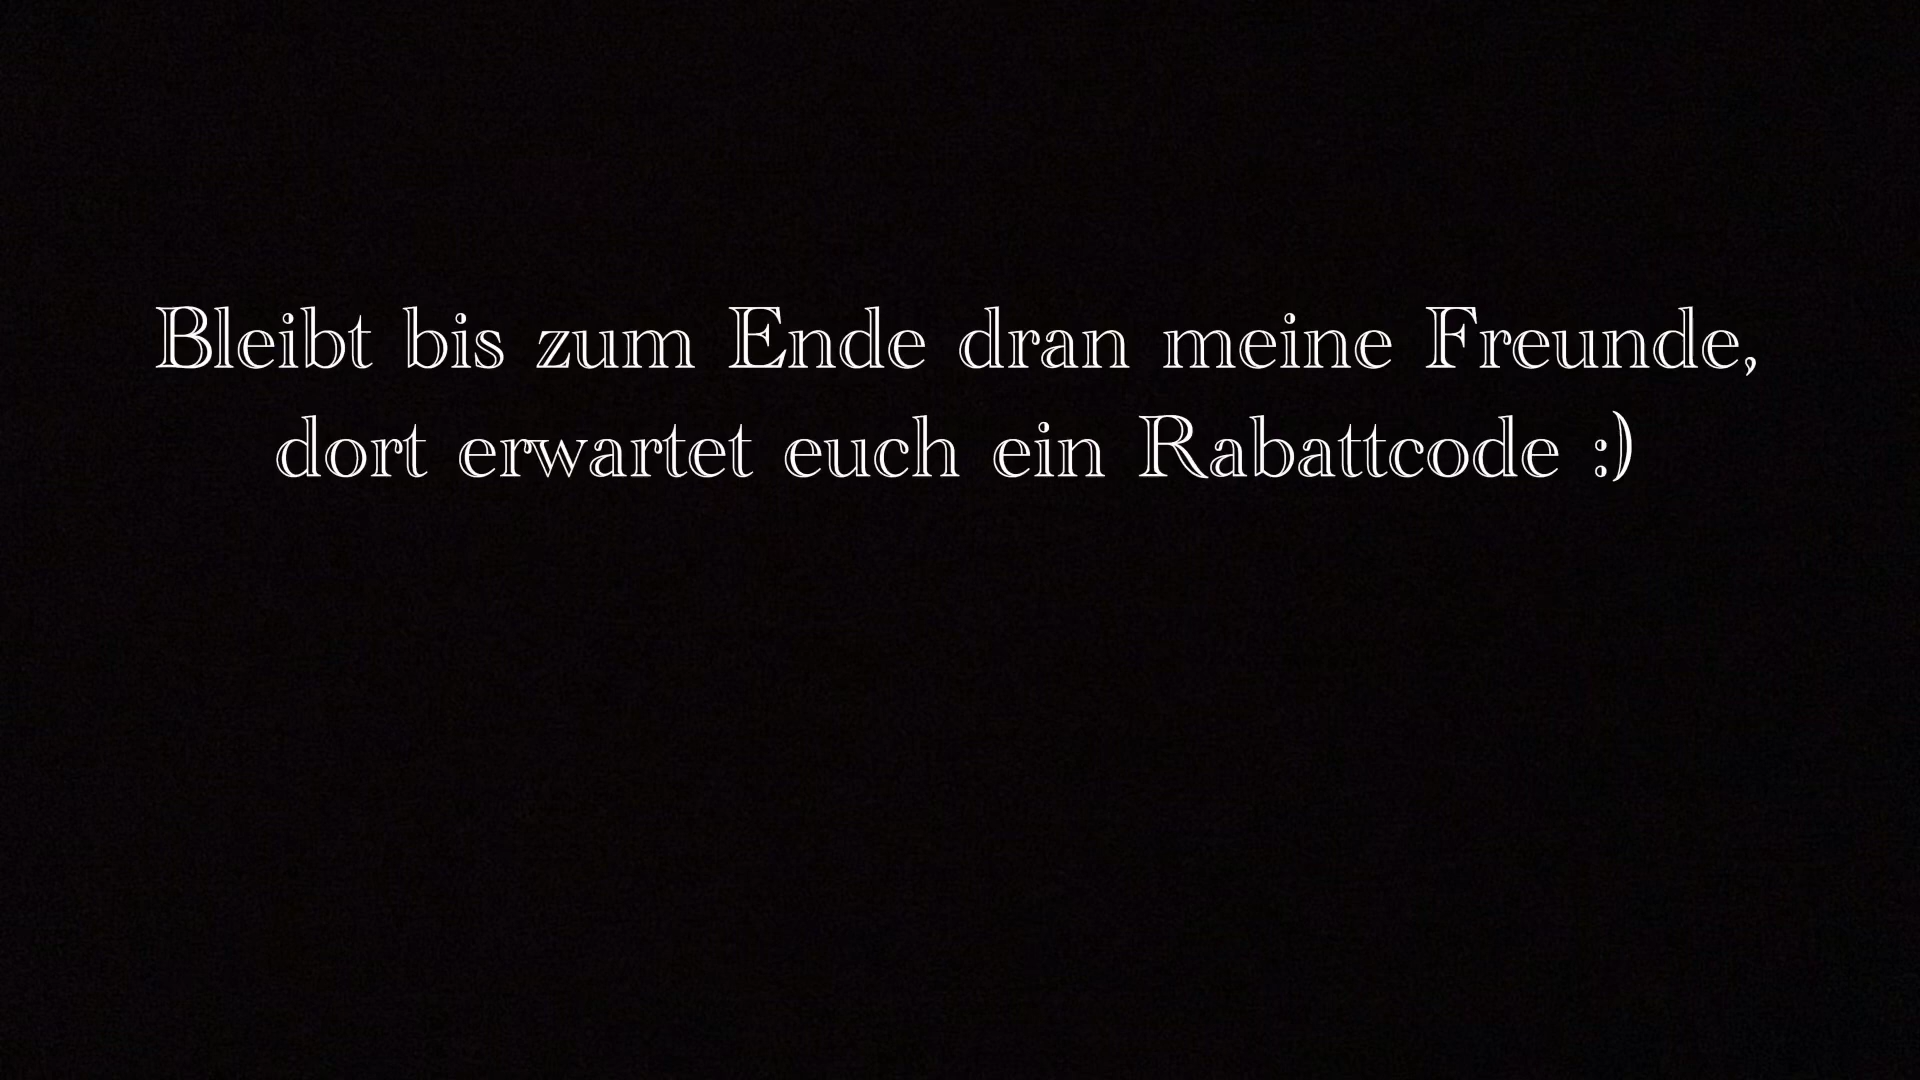 Bleibt bis zum Ende dran meine Freunde,
dort erwartet euch ein Rabattcode :)